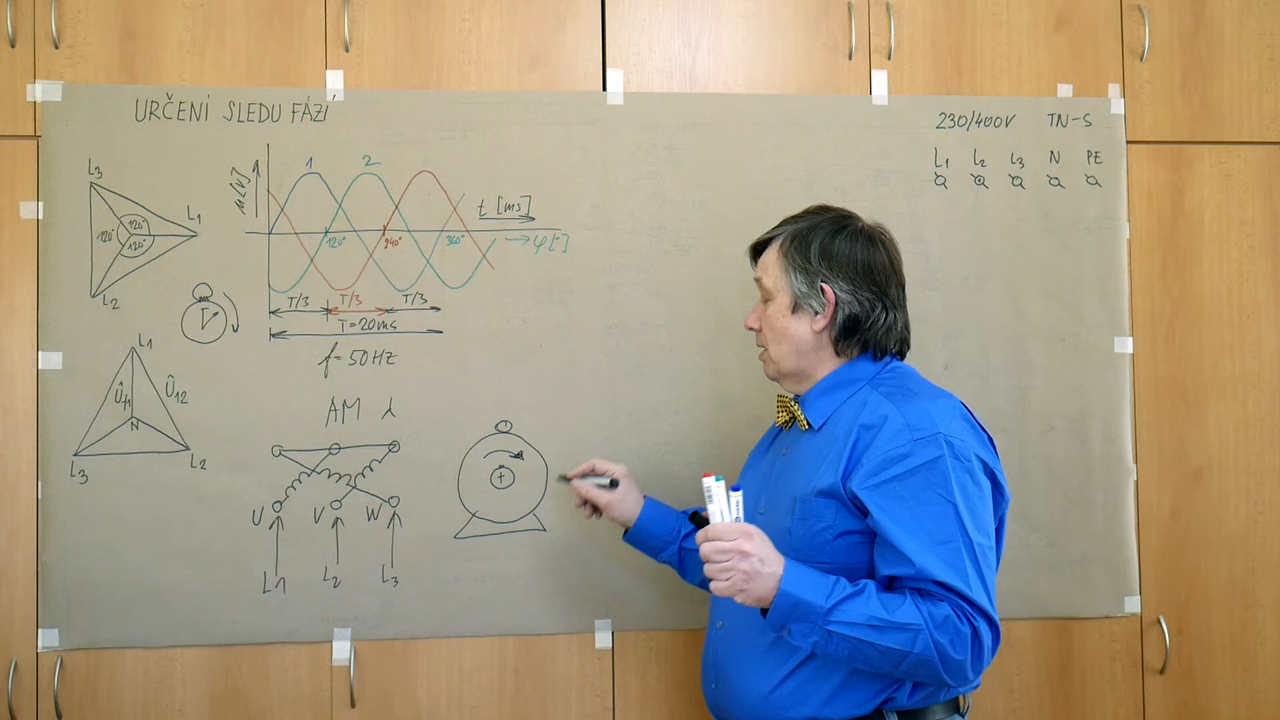 URČENÍ SLEDU FÁZÍ
230/400V TN-S
L1 L2 L3 N PE
L3
120°
120°
120°
L1
L2
u[V]
1
2
t [ms]
120°
240°
360°
φ[°]
T/3 T/3 T/3
T=20ms
f=50HZ
T
L1
Ûf1
Û12
N
L3
L2
AM
U V W
L1 L2 L3